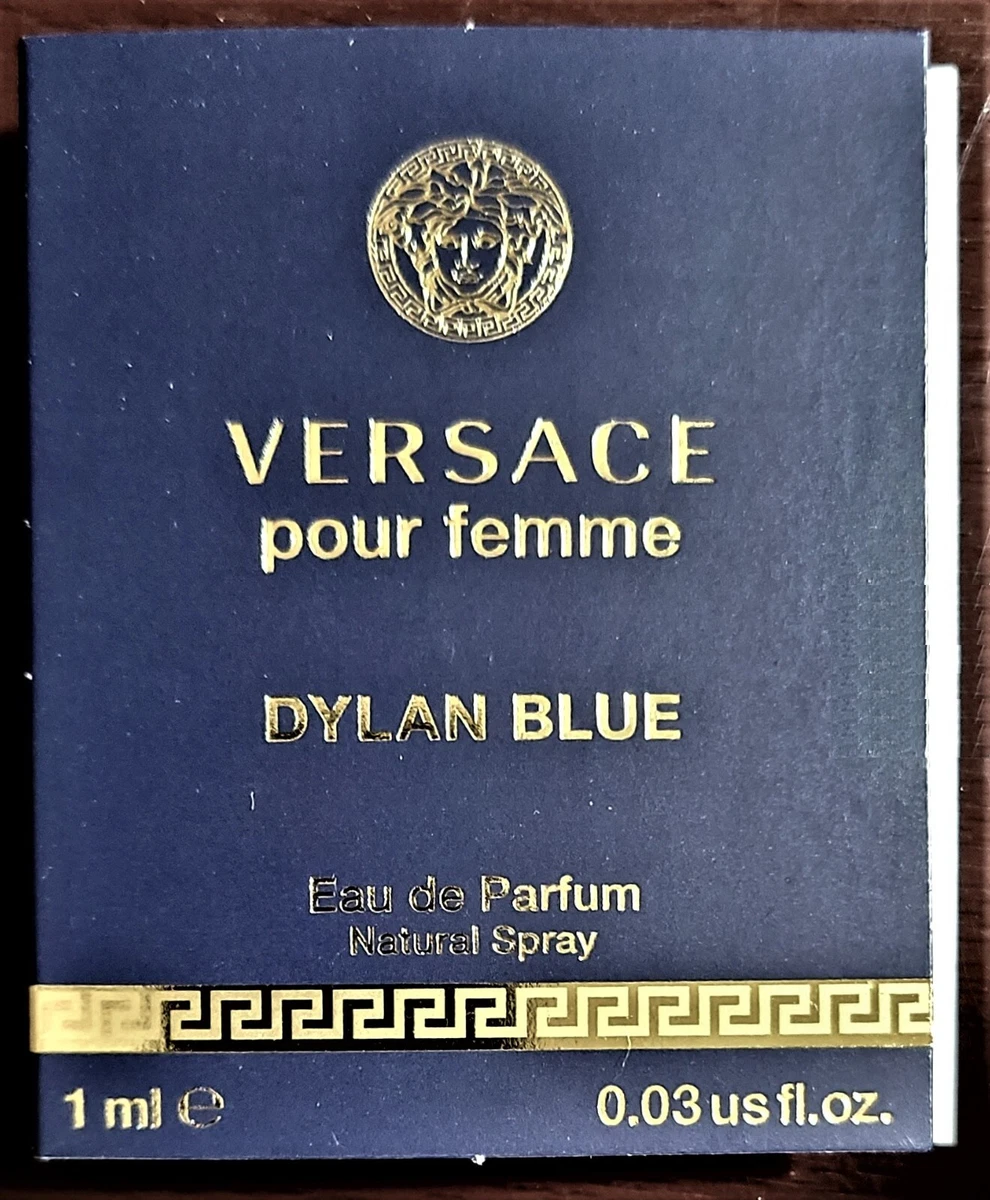 VERSACE
pour femme
DYLAN BLUE
Eau de Parfum
Natural Spray
1 ml ℮ 0.03 us fl.oz.